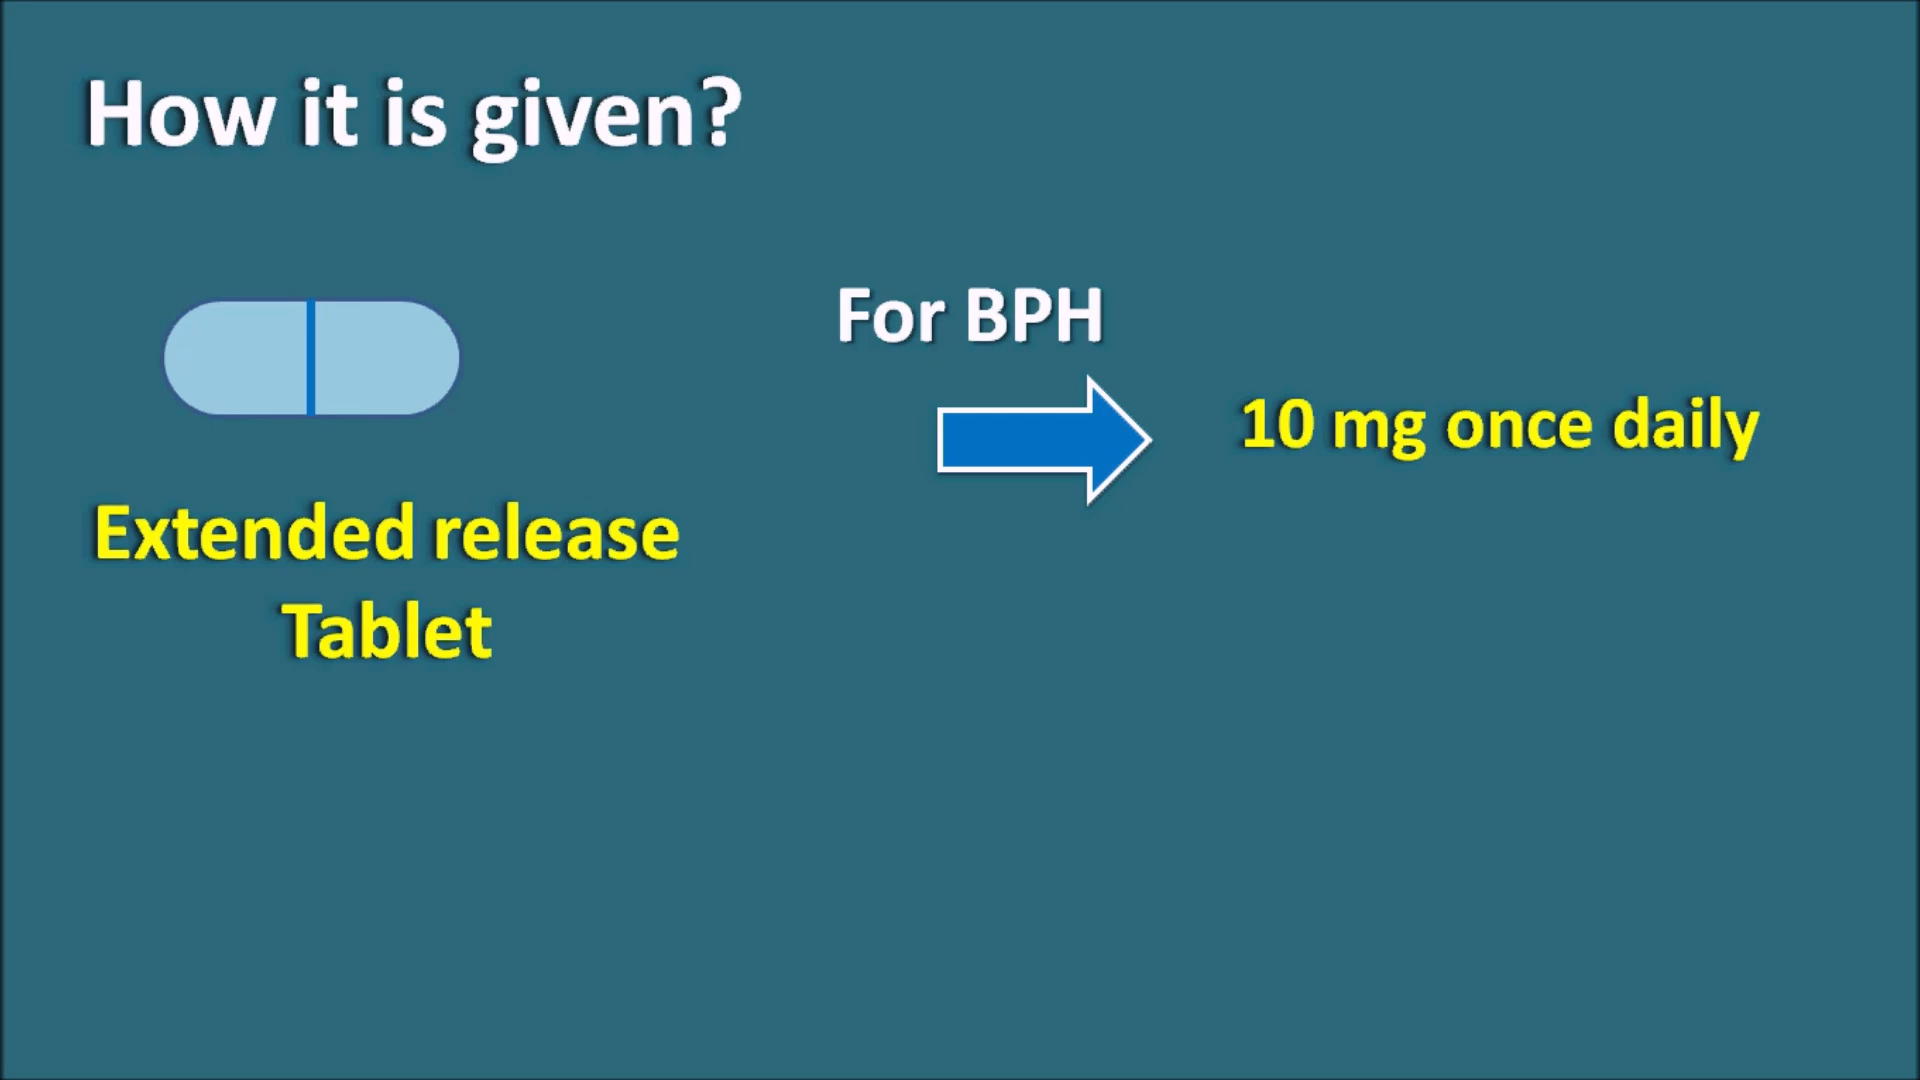 How it is given?
For BPH
10 mg once daily
Extended release
Tablet